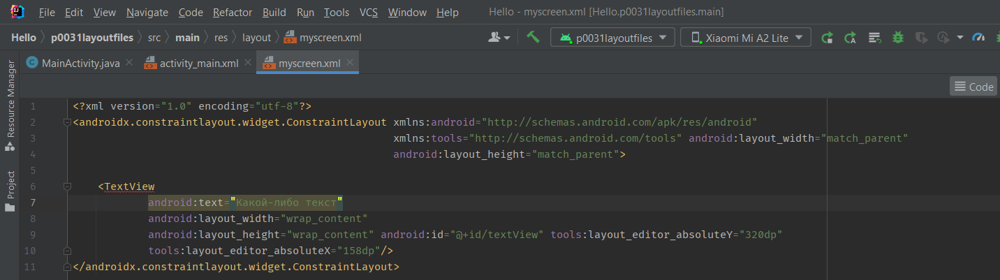 File Edit View Navigate Code Refactor Build Run Tools VCS Window Help Hello - myscreen.xml [Hello.p0031layoutfiles.main]
Hello p0031layoutfiles src main res layout myscreen.xml p0031layoutfiles Xiaomi Mi A2 Lite
MainActivity.java activity_main.xml myscreen.xml
Code
Resource Manager
Project
1 <?xml version="1.0" encoding="utf-8"?>
2 <androidx.constraintlayout.widget.ConstraintLayout xmlns:android="http://schemas.android.com/apk/res/android"
3 xmlns:tools="http://schemas.android.com/tools" android:layout_width="match_parent"
4 android:layout_height="match_parent">
5
6 <TextView
7 android:text="Какой-либо текст"
8 android:layout_width="wrap_content"
9 android:layout_height="wrap_content" android:id="@+id/textView" tools:layout_editor_absoluteY="320dp"
10 tools:layout_editor_absoluteX="158dp"/>
11 </androidx.constraintlayout.widget.ConstraintLayout>